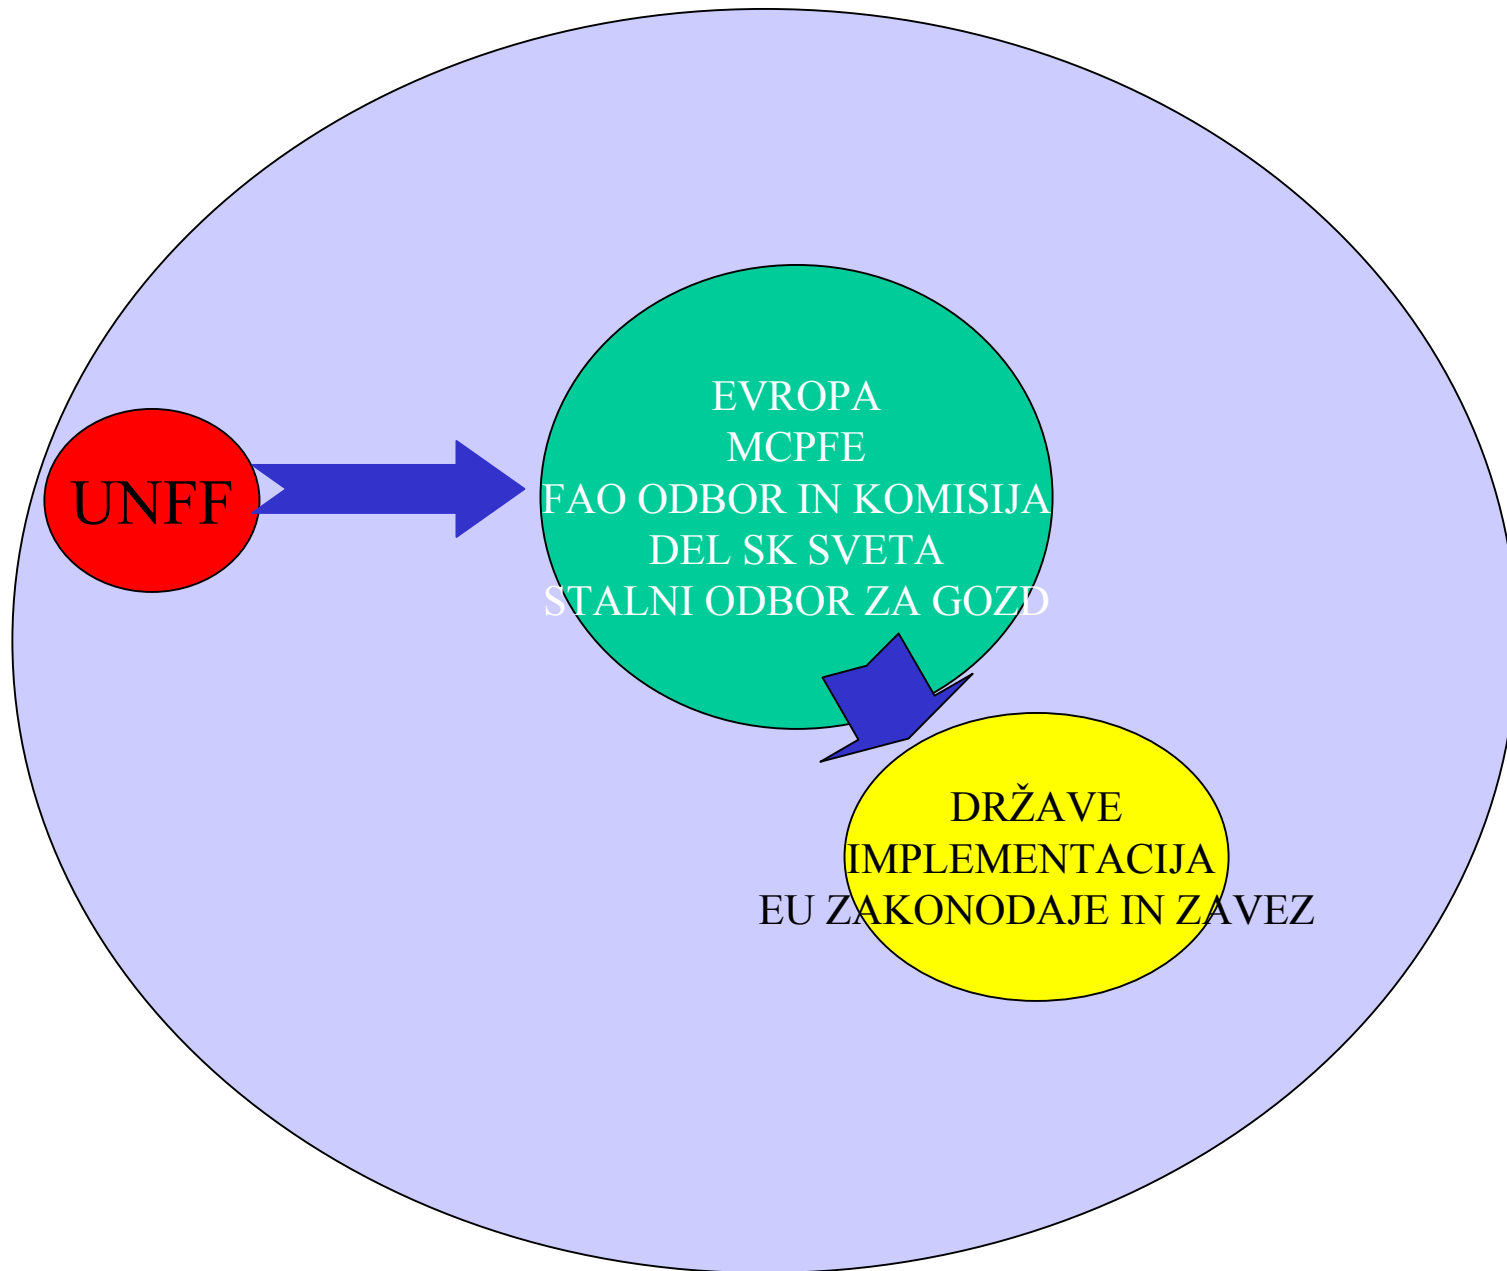 UNFF
EVROPA
MCPFE
FAO ODBOR IN KOMISIJA
DEL SK SVETA
STALNI ODBOR ZA GOZD
DRŽAVE
IMPLEMENTACIJA
EU ZAKONODAJE IN ZAVEZ